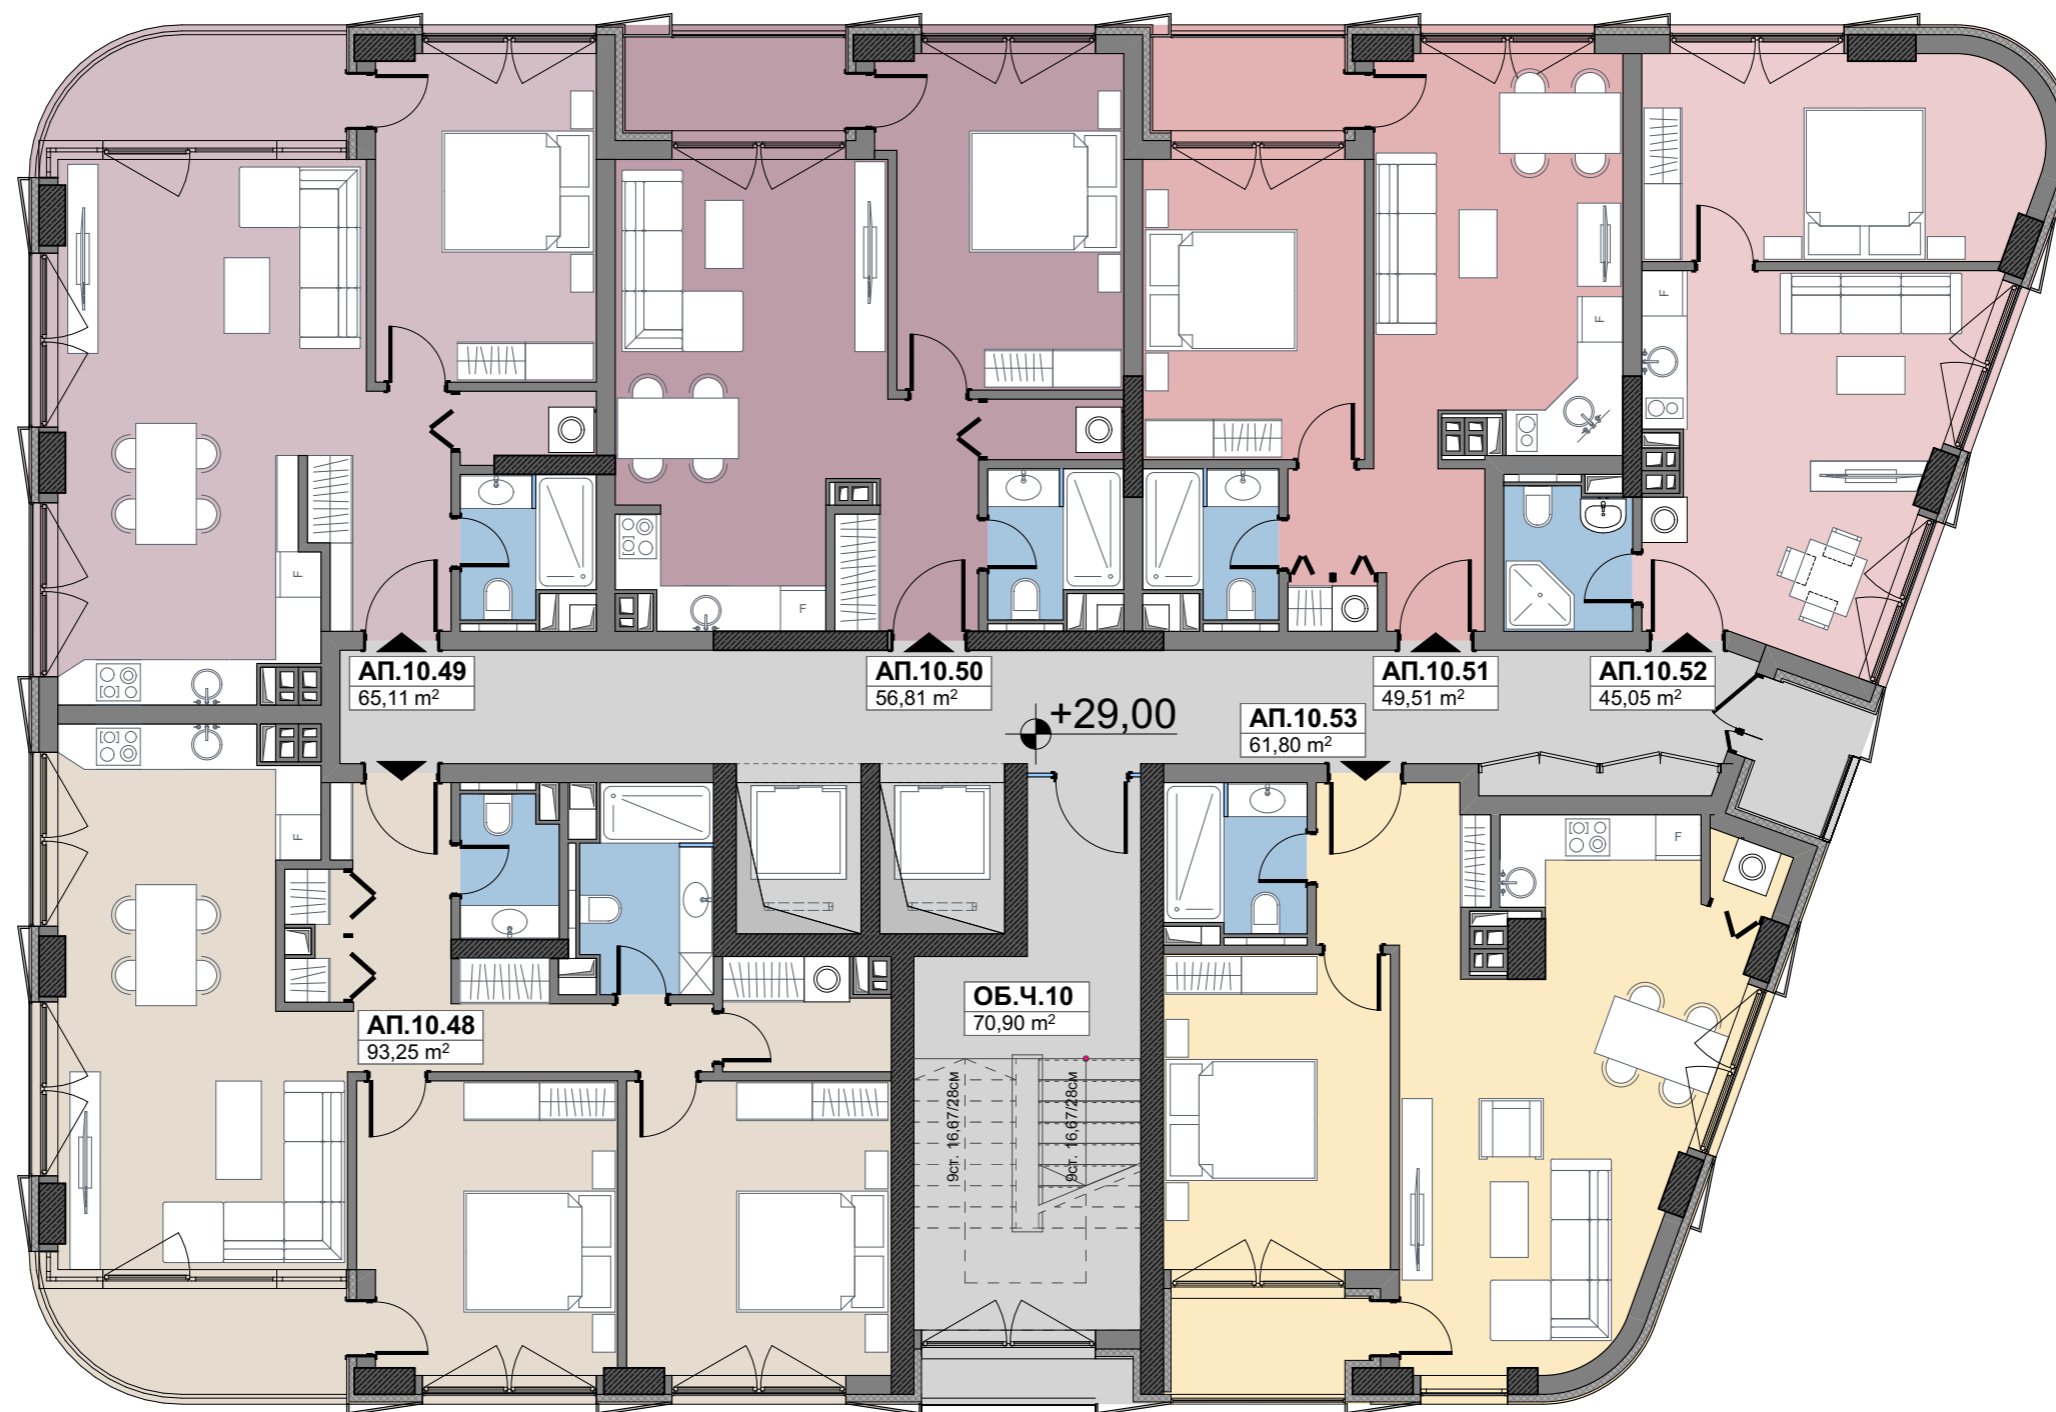 F
F
F
АП.10.49
65,11 m²
АП.10.50
56,81 m²
АП.10.51
49,51 m²
АП.10.52
45,05 m²
+29,00
АП.10.53
61,80 m²
F
F
F
ОБ.Ч.10
70,90 m²
АП.10.48
93,25 m²
9ст. 16,67/28см
9ст. 16,67/28см